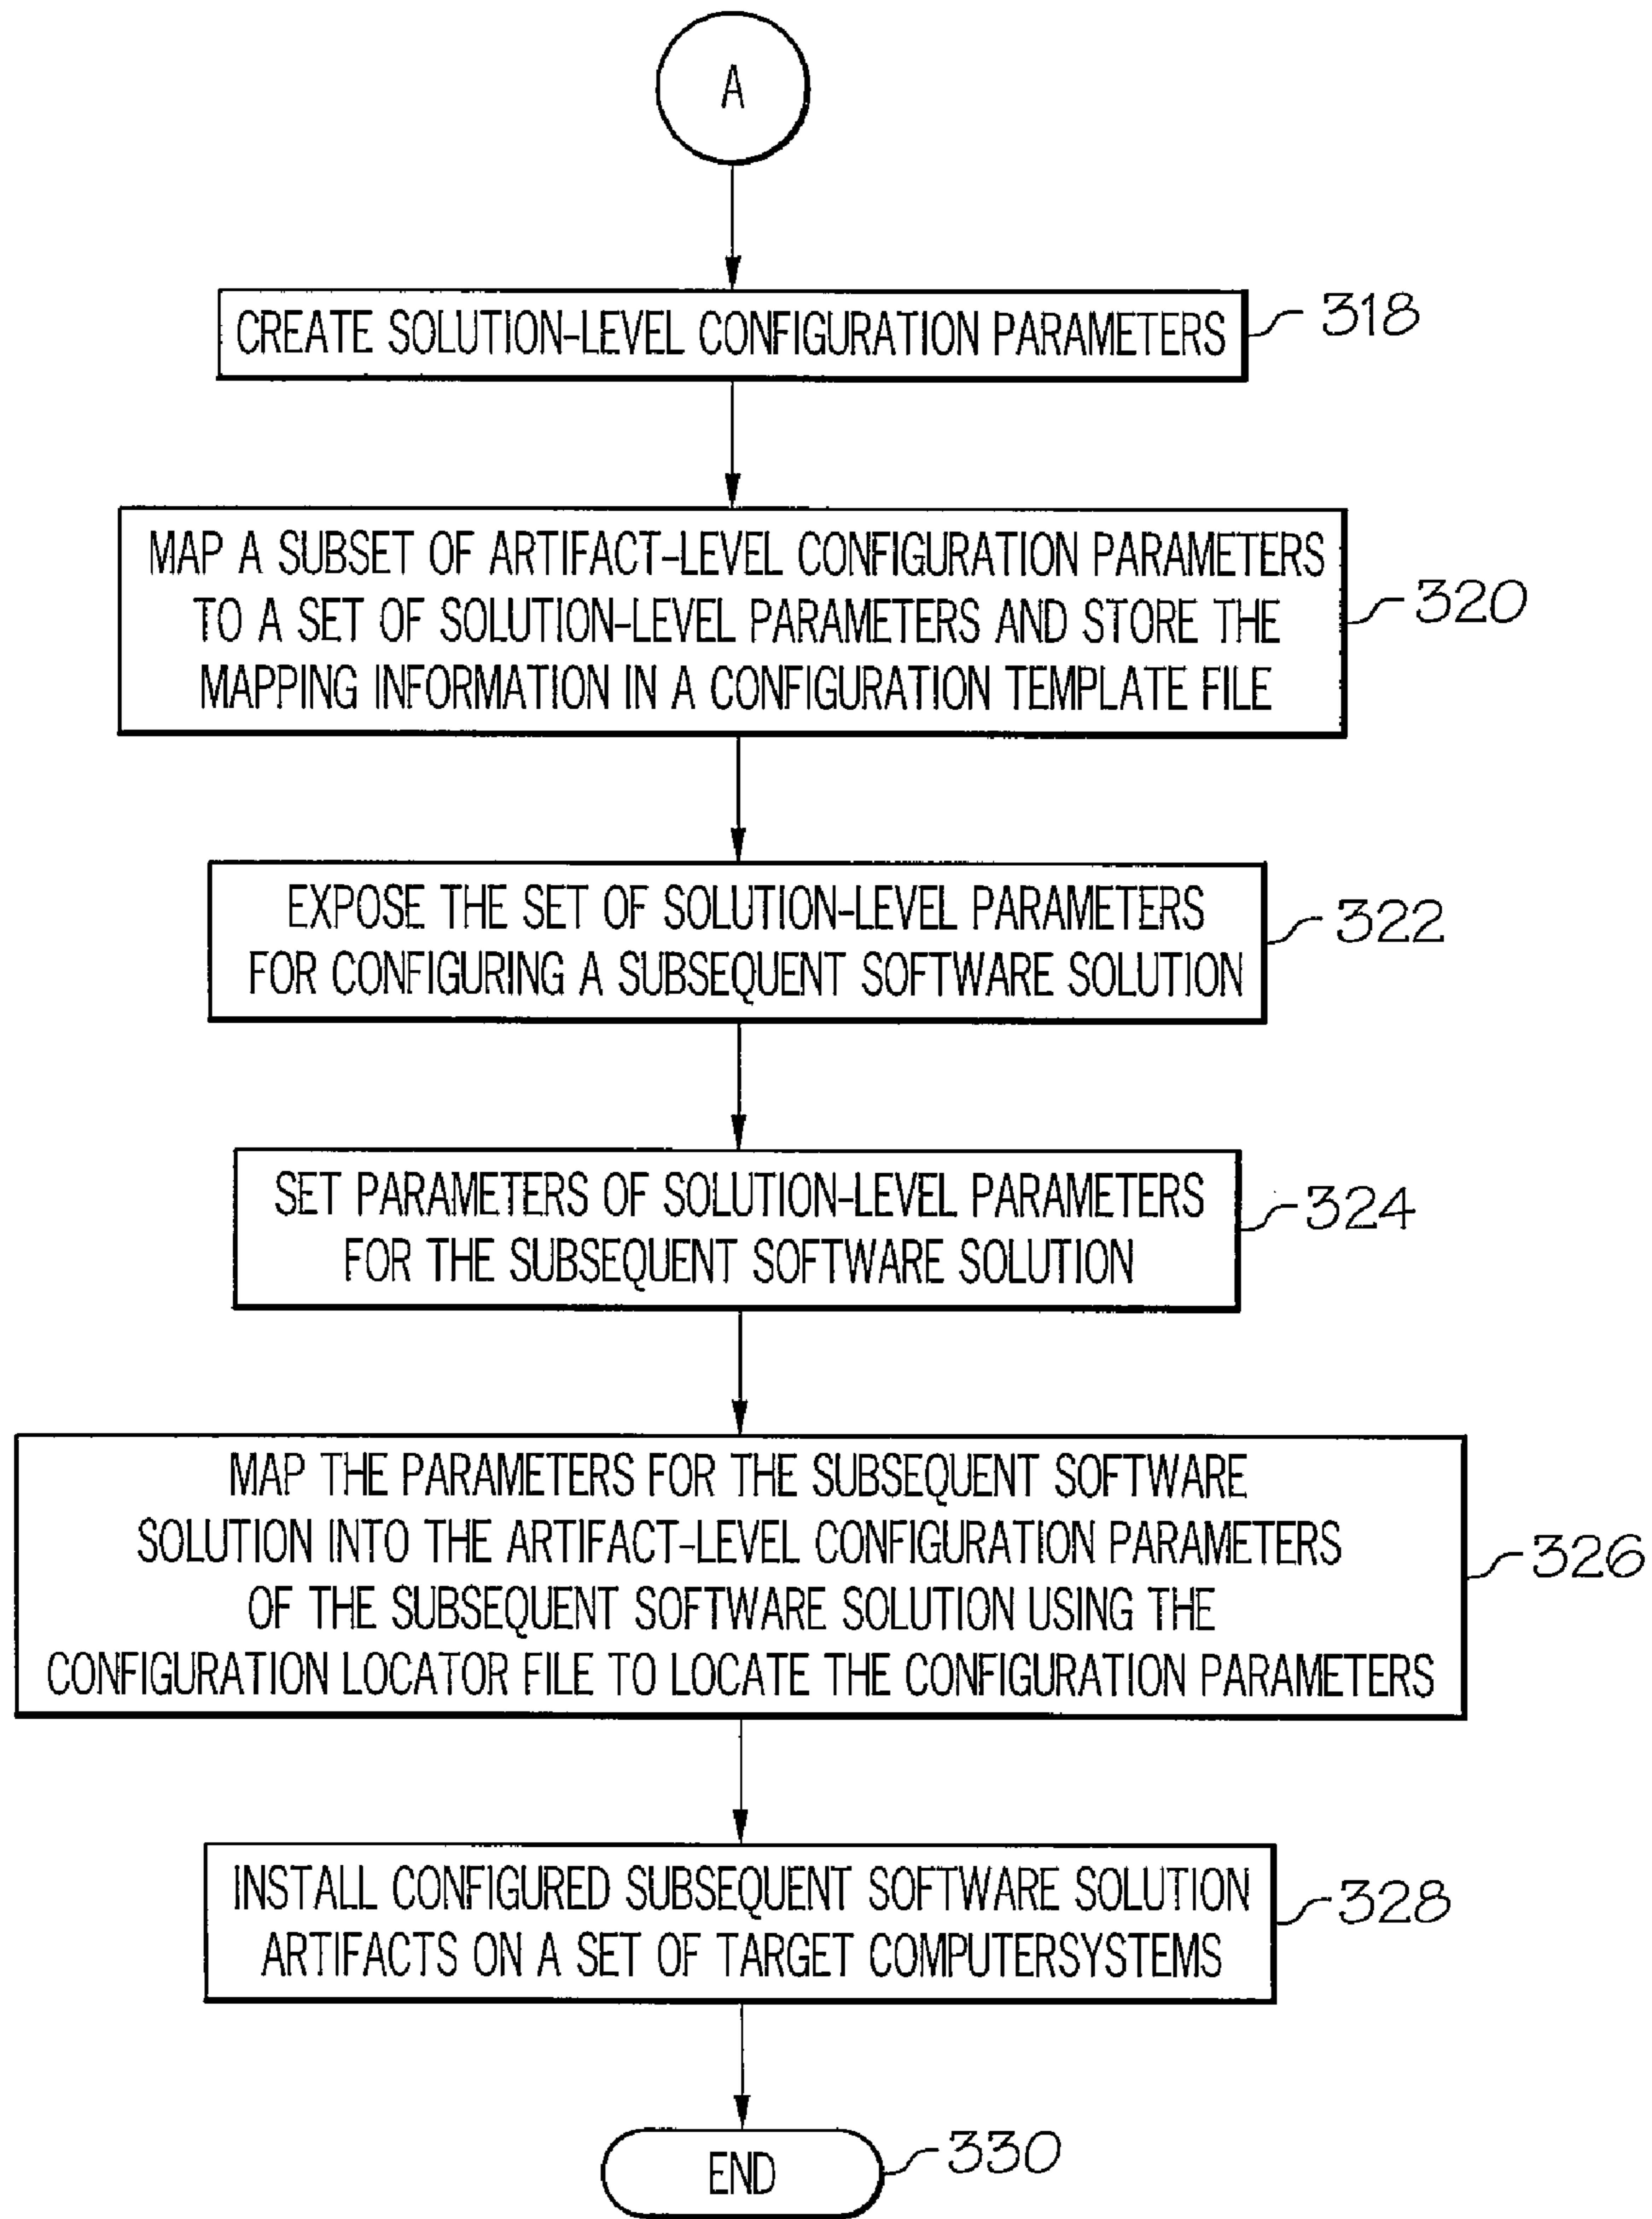 A
CREATE SOLUTION-LEVEL CONFIGURATION PARAMETERS
318
MAP A SUBSET OF ARTIFACT-LEVEL CONFIGURATION PARAMETERS
TO A SET OF SOLUTION-LEVEL PARAMETERS AND STORE THE
MAPPING INFORMATION IN A CONFIGURATION TEMPLATE FILE
320
EXPOSE THE SET OF SOLUTION-LEVEL PARAMETERS
FOR CONFIGURING A SUBSEQUENT SOFTWARE SOLUTION
322
SET PARAMETERS OF SOLUTION-LEVEL PARAMETERS
FOR THE SUBSEQUENT SOFTWARE SOLUTION
324
MAP THE PARAMETERS FOR THE SUBSEQUENT SOFTWARE
SOLUTION INTO THE ARTIFACT-LEVEL CONFIGURATION PARAMETERS
OF THE SUBSEQUENT SOFTWARE SOLUTION USING THE
CONFIGURATION LOCATOR FILE TO LOCATE THE CONFIGURATION PARAMETERS
326
INSTALL CONFIGURED SUBSEQUENT SOFTWARE SOLUTION
ARTIFACTS ON A SET OF TARGET COMPUTERSYSTEMS
328
END
330